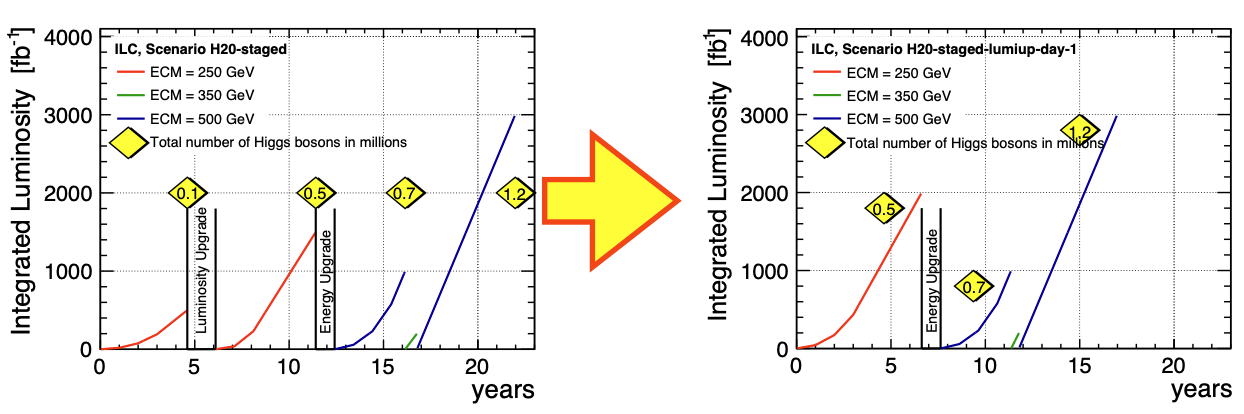 4000
3000
2000
1000
0
Integrated Luminosity [fb⁻¹]
ILC, Scenario H20-staged
ECM = 250 GeV
ECM = 350 GeV
ECM = 500 GeV
Total number of Higgs bosons in millions
0.1
0.5
0.7
1.2
Luminosity Upgrade
Energy Upgrade
0 5 10 15 20
years
4000
3000
2000
1000
0
Integrated Luminosity [fb⁻¹]
ILC, Scenario H20-staged-lumiup-day-1
ECM = 250 GeV
ECM = 350 GeV
ECM = 500 GeV
Total number of Higgs bosons in millions
1.2
0.5
0.7
Energy Upgrade
0 5 10 15 20
years